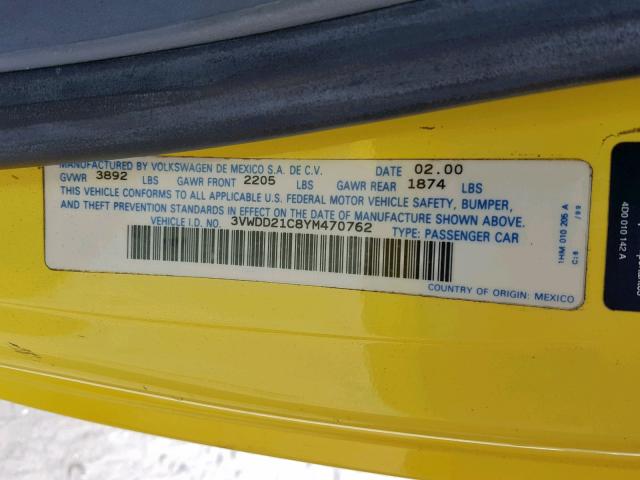 MANUFACTURED BY VOLKSWAGEN DE MEXICO S.A. DE C.V. DATE 02.00
GVWR 3892 LBS GAWR FRONT 2205 LBS GAWR REAR 1874 LBS
THIS VEHICLE CONFORMS TO ALL APPLICABLE U.S. FEDERAL MOTOR VEHICLE SAFETY, BUMPER,
AND THEFT PREVENTION STANDARDS IN EFFECT ON THE DATE OF MANUFACTURE SHOWN ABOVE.
VEHICLE I.D. NO. 3VWDD21C8YM470762 TYPE: PASSENGER CAR
COUNTRY OF ORIGIN: MEXICO
1HM 010 205 A
C18 /99
4D0 010 142 A